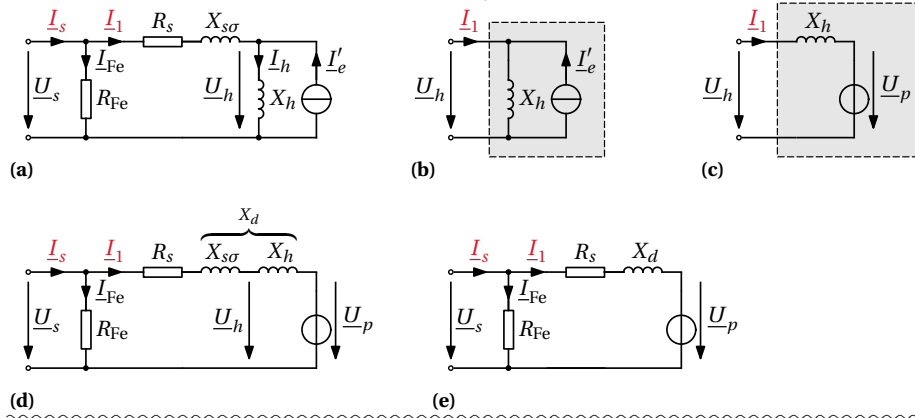 I_s I_1 R_s X_sσ
I_Fe I_h I′_e
U_s R_Fe U_h X_h
(a)
I_1
I′_e
U_h X_h
(b)
I_1 X_h
U_h U_p
(c)
X_d
I_s I_1 R_s X_sσ X_h
I_Fe
U_s R_Fe U_h U_p
(d)
I_s I_1 R_s X_d
I_Fe
U_s R_Fe U_p
(e)